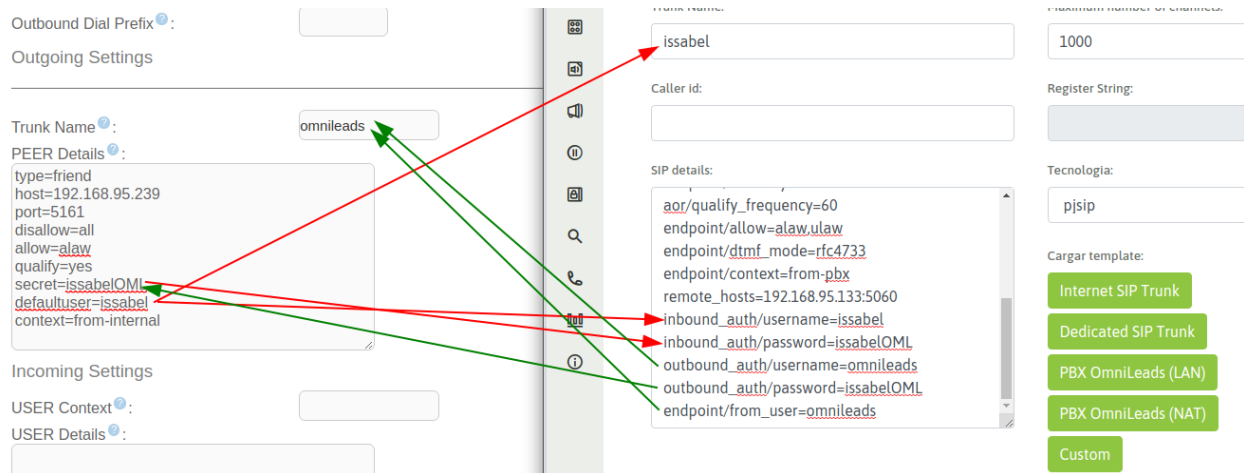 Outbound Dial Prefix? :
Outgoing Settings
Trunk Name? :
omnileads
PEER Details? :
type=friend
host=192.168.95.239
port=5161
disallow=all
allow=alaw
qualify=yes
secret=issabelOML
defaultuser=issabel
context=from-internal
Incoming Settings
USER Context? :
USER Details? :
Trunk Name:
issabel
Caller id:
SIP details:
aor/qualify_frequency=60
endpoint/allow=alaw,ulaw
endpoint/dtmf_mode=rfc4733
endpoint/context=from-pbx
remote_hosts=192.168.95.133:5060
inbound_auth/username=issabel
inbound_auth/password=issabelOML
outbound_auth/username=omnileads
outbound_auth/password=issabelOML
endpoint/from_user=omnileads
Maximum number of channels:
1000
Register String:
Tecnologia:
pjsip
Cargar template:
Internet SIP Trunk
Dedicated SIP Trunk
PBX OmniLeads (LAN)
PBX OmniLeads (NAT)
Custom